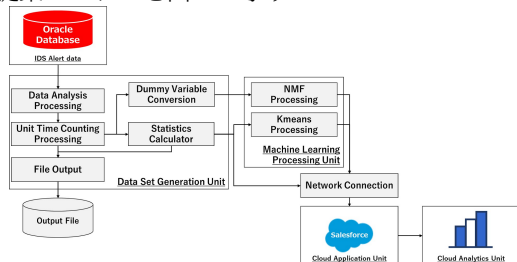 Oracle
Database
IDS Alert data
Data Analysis
Processing
Dummy Variable
Conversion
NMF
Processing
Unit Time Counting
Processing
Statistics
Calculator
Kmeans
Processing
Machine Learning
Processing Unit
File Output
Data Set Generation Unit
Network Connection
Output File
Salesforce
Cloud Application Unit
Cloud Analytics Unit